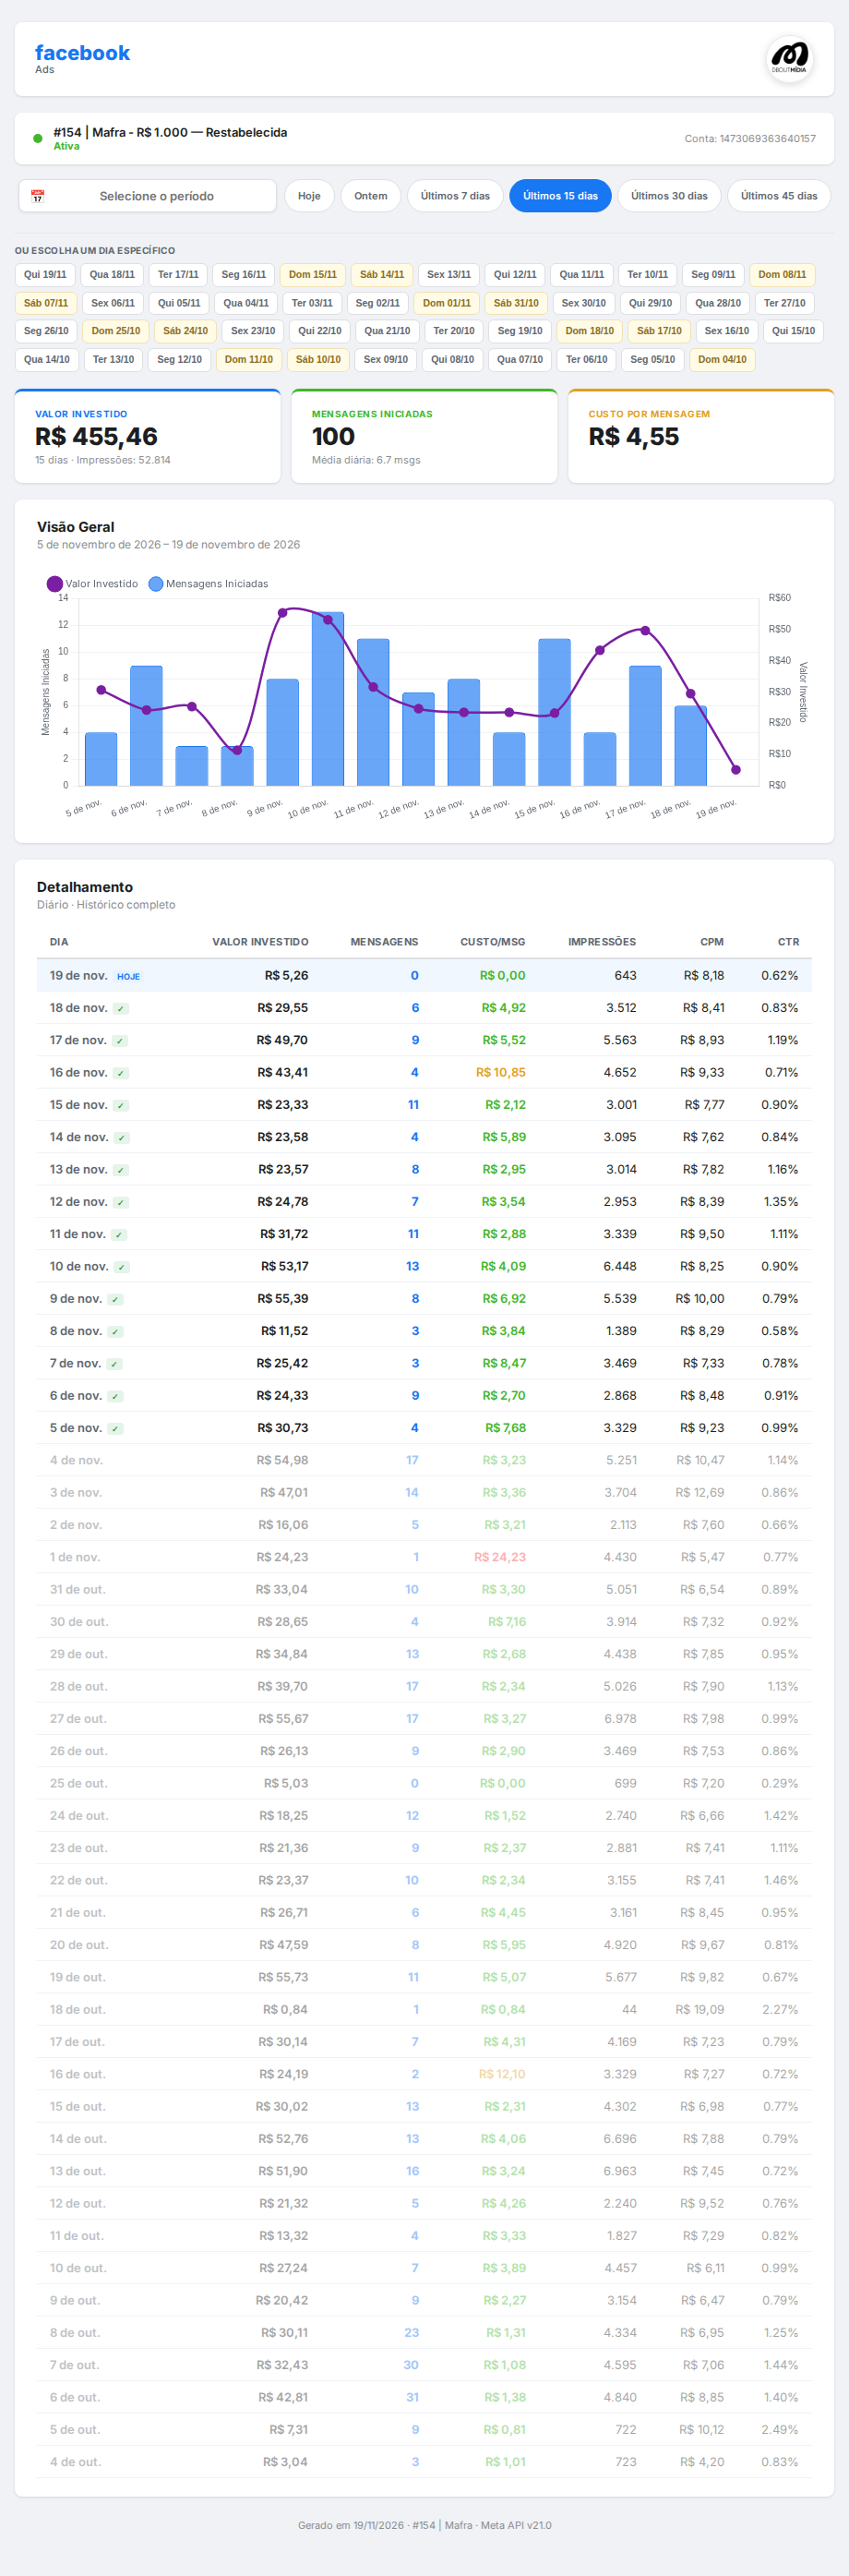 facebook
Ads
DBOUTMÍDIA
#154 | Mafra - R$ 1.000 — Restabelecida
Ativa
Conta: 1473069363640157
Selecione o período Hoje Ontem Últimos 7 dias Últimos 15 dias Últimos 30 dias Últimos 45 dias
OU ESCOLHA UM DIA ESPECÍFICO
Qui 19/11 Qua 18/11 Ter 17/11 Seg 16/11 Dom 15/11 Sáb 14/11 Sex 13/11 Qui 12/11 Qua 11/11 Ter 10/11 Seg 09/11 Dom 08/11
Sáb 07/11 Sex 06/11 Qui 05/11 Qua 04/11 Ter 03/11 Seg 02/11 Dom 01/11 Sáb 31/10 Sex 30/10 Qui 29/10 Qua 28/10 Ter 27/10
Seg 26/10 Dom 25/10 Sáb 24/10 Sex 23/10 Qui 22/10 Qua 21/10 Ter 20/10 Seg 19/10 Dom 18/10 Sáb 17/10 Sex 16/10 Qui 15/10
Qua 14/10 Ter 13/10 Seg 12/10 Dom 11/10 Sáb 10/10 Sex 09/10 Qui 08/10 Qua 07/10 Ter 06/10 Seg 05/10 Dom 04/10
VALOR INVESTIDO
R$ 455,46
15 dias · Impressões: 52.814
MENSAGENS INICIADAS
100
Média diária: 6.7 msgs
CUSTO POR MENSAGEM
R$ 4,55
Visão Geral
5 de novembro de 2026 – 19 de novembro de 2026
Valor Investido Mensagens Iniciadas
Mensagens Iniciadas
14
12
10
8
6
4
2
0
R$60
R$50
R$40
R$30
R$20
R$10
R$0
Valor Investido
5 de nov. 6 de nov. 7 de nov. 8 de nov. 9 de nov. 10 de nov. 11 de nov. 12 de nov. 13 de nov. 14 de nov. 15 de nov. 16 de nov. 17 de nov. 18 de nov. 19 de nov.
Detalhamento
Diário · Histórico completo
DIA VALOR INVESTIDO MENSAGENS CUSTO/MSG IMPRESSÕES CPM CTR
19 de nov. HOJE R$ 5,26 0 R$ 0,00 643 R$ 8,18 0.62%
18 de nov. ✓ R$ 29,55 6 R$ 4,92 3.512 R$ 8,41 0.83%
17 de nov. ✓ R$ 49,70 9 R$ 5,52 5.563 R$ 8,93 1.19%
16 de nov. ✓ R$ 43,41 4 R$ 10,85 4.652 R$ 9,33 0.71%
15 de nov. ✓ R$ 23,33 11 R$ 2,12 3.001 R$ 7,77 0.90%
14 de nov. ✓ R$ 23,58 4 R$ 5,89 3.095 R$ 7,62 0.84%
13 de nov. ✓ R$ 23,57 8 R$ 2,95 3.014 R$ 7,82 1.16%
12 de nov. ✓ R$ 24,78 7 R$ 3,54 2.953 R$ 8,39 1.35%
11 de nov. ✓ R$ 31,72 11 R$ 2,88 3.339 R$ 9,50 1.11%
10 de nov. ✓ R$ 53,17 13 R$ 4,09 6.448 R$ 8,25 0.90%
9 de nov. ✓ R$ 55,39 8 R$ 6,92 5.539 R$ 10,00 0.79%
8 de nov. ✓ R$ 11,52 3 R$ 3,84 1.389 R$ 8,29 0.58%
7 de nov. ✓ R$ 25,42 3 R$ 8,47 3.469 R$ 7,33 0.78%
6 de nov. ✓ R$ 24,33 9 R$ 2,70 2.868 R$ 8,48 0.91%
5 de nov. ✓ R$ 30,73 4 R$ 7,68 3.329 R$ 9,23 0.99%
4 de nov. R$ 54,98 17 R$ 3,23 5.251 R$ 10,47 1.14%
3 de nov. R$ 47,01 14 R$ 3,36 3.704 R$ 12,69 0.86%
2 de nov. R$ 16,06 5 R$ 3,21 2.113 R$ 7,60 0.66%
1 de nov. R$ 24,23 1 R$ 24,23 4.430 R$ 5,47 0.77%
31 de out. R$ 33,04 10 R$ 3,30 5.051 R$ 6,54 0.89%
30 de out. R$ 28,65 4 R$ 7,16 3.914 R$ 7,32 0.92%
29 de out. R$ 34,84 13 R$ 2,68 4.438 R$ 7,85 0.95%
28 de out. R$ 39,70 17 R$ 2,34 5.026 R$ 7,90 1.13%
27 de out. R$ 55,67 17 R$ 3,27 6.978 R$ 7,98 0.99%
26 de out. R$ 26,13 9 R$ 2,90 3.469 R$ 7,53 0.86%
25 de out. R$ 5,03 0 R$ 0,00 699 R$ 7,20 0.29%
24 de out. R$ 18,25 12 R$ 1,52 2.740 R$ 6,66 1.42%
23 de out. R$ 21,36 9 R$ 2,37 2.881 R$ 7,41 1.11%
22 de out. R$ 23,37 10 R$ 2,34 3.155 R$ 7,41 1.46%
21 de out. R$ 26,71 6 R$ 4,45 3.161 R$ 8,45 0.95%
20 de out. R$ 47,59 8 R$ 5,95 4.920 R$ 9,67 0.81%
19 de out. R$ 55,73 11 R$ 5,07 5.677 R$ 9,82 0.67%
18 de out. R$ 0,84 1 R$ 0,84 44 R$ 19,09 2.27%
17 de out. R$ 30,14 7 R$ 4,31 4.169 R$ 7,23 0.79%
16 de out. R$ 24,19 2 R$ 12,10 3.329 R$ 7,27 0.72%
15 de out. R$ 30,02 13 R$ 2,31 4.302 R$ 6,98 0.77%
14 de out. R$ 52,76 13 R$ 4,06 6.696 R$ 7,88 0.79%
13 de out. R$ 51,90 16 R$ 3,24 6.963 R$ 7,45 0.72%
12 de out. R$ 21,32 5 R$ 4,26 2.240 R$ 9,52 0.76%
11 de out. R$ 13,32 4 R$ 3,33 1.827 R$ 7,29 0.82%
10 de out. R$ 27,24 7 R$ 3,89 4.457 R$ 6,11 0.99%
9 de out. R$ 20,42 9 R$ 2,27 3.154 R$ 6,47 0.79%
8 de out. R$ 30,11 23 R$ 1,31 4.334 R$ 6,95 1.25%
7 de out. R$ 32,43 30 R$ 1,08 4.595 R$ 7,06 1.44%
6 de out. R$ 42,81 31 R$ 1,38 4.840 R$ 8,85 1.40%
5 de out. R$ 7,31 9 R$ 0,81 722 R$ 10,12 2.49%
4 de out. R$ 3,04 3 R$ 1,01 723 R$ 4,20 0.83%
Gerado em 19/11/2026 · #154 | Mafra · Meta API v21.0